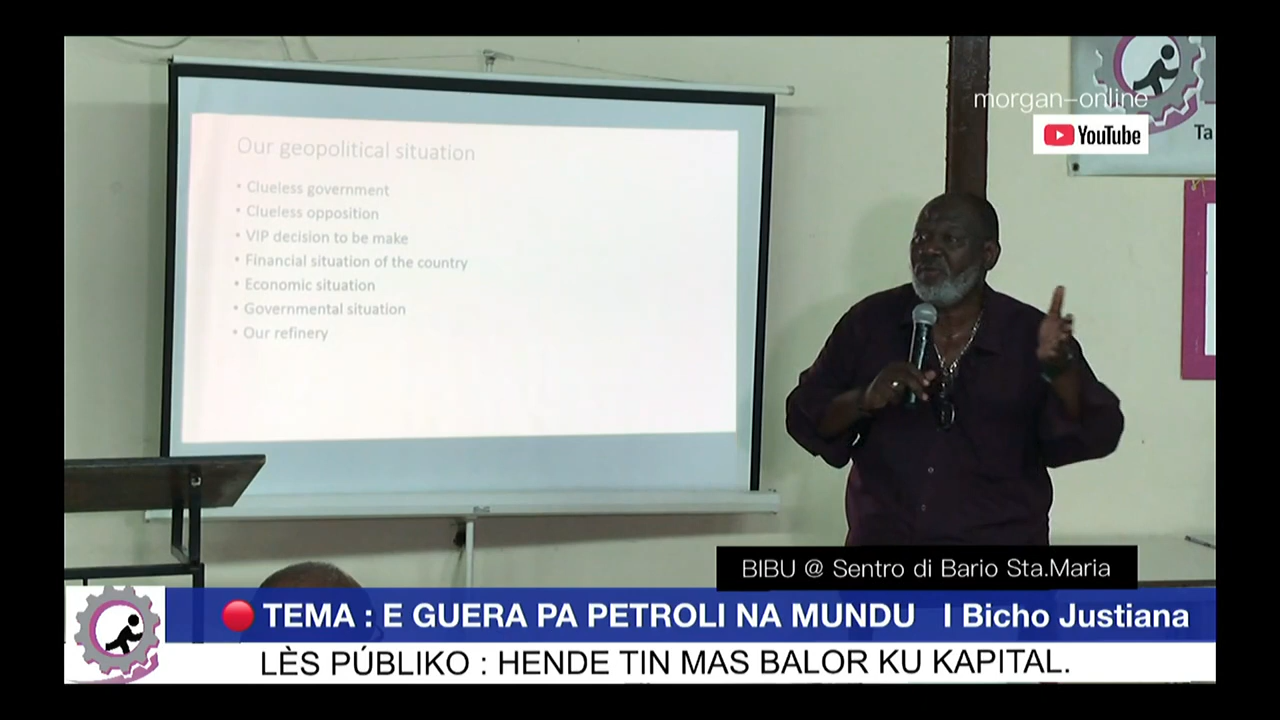 morgan-online
YouTube
Ta
Our geopolitical situation
• Clueless government
• Clueless opposition
• VIP decision to be make
• Financial situation of the country
• Economic situation
• Governmental situation
• Our refinery
BIBU @ Sentro di Bario Sta.Maria
TEMA : E GUERA PA PETROLI NA MUNDU I Bicho Justiana
LÈS PÚBLIKO : HENDE TIN MAS BALOR KU KAPITAL.